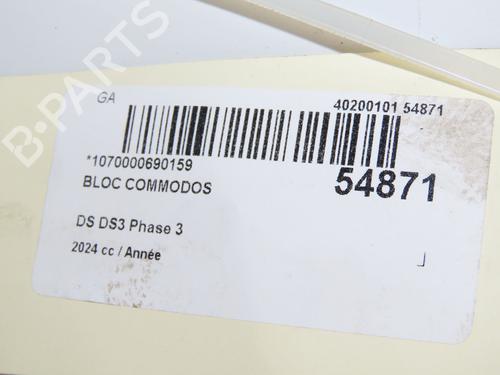 B-PARTS
GA
40200101 54871
*1070000690159
54871
BLOC COMMODOS
DS DS3 Phase 3
2024 cc / Année